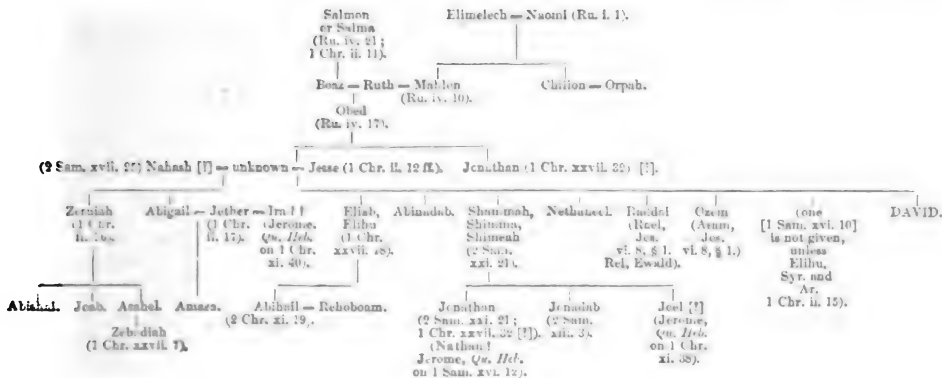 Salmon
or Salma
(Ru. iv. 21;
1 Chr. ii. 11).
Elimelech = Naomi (Ru. i. 1).
Boaz = Ruth = Mahlon
(Ru. iv. 10).
Chilion = Orpah.
Obed
(Ru. iv. 17).
(2 Sam. xvii. 25) Nahash [?] = unknown = Jesse (1 Chr. ii. 12 ff.).
Jonathan (1 Chr. xxvii. 32) [?].
Zeruiah
(1 Chr.
ii. 16).
Abigail = Jether = Ira ??
(1 Chr.
ii. 17).
(Jerome,
Qu. Heb.
on 1 Chr.
xi. 40).
Eliab,
Elihu
(1 Chr.
xxvii. 18).
Abinadab.
Shammah,
Shimma,
Shimeah
(2 Sam.
xxi. 21).
Nethaneel.
Raddai
(Rael,
Jos.
vi. 8, § 1.
Rei, Ewald).
Ozem
(Asam,
Jos.
vi. 8, § 1.)
(one
[1 Sam. xvi. 10]
is not given,
unless
Elihu,
Syr. and
Ar.
1 Chr. ii. 15).
DAVID.
Abishai.
Joab.
Asahel.
Zebadiah
(1 Chr. xxvii. 7).
Amasa.
Abihail = Rehoboam.
(2 Chr. xi. 19).
Jonathan
(2 Sam. xxi. 21;
1 Chr. xxvii. 32 [?]).
(Nathan ?
Jerome, Qu. Heb.
on 1 Sam. xvi. 12).
Jonadab
(2 Sam.
xiii. 3).
Joel [?]
(Jerome,
Qu. Heb.
on 1 Chr.
xi. 38).